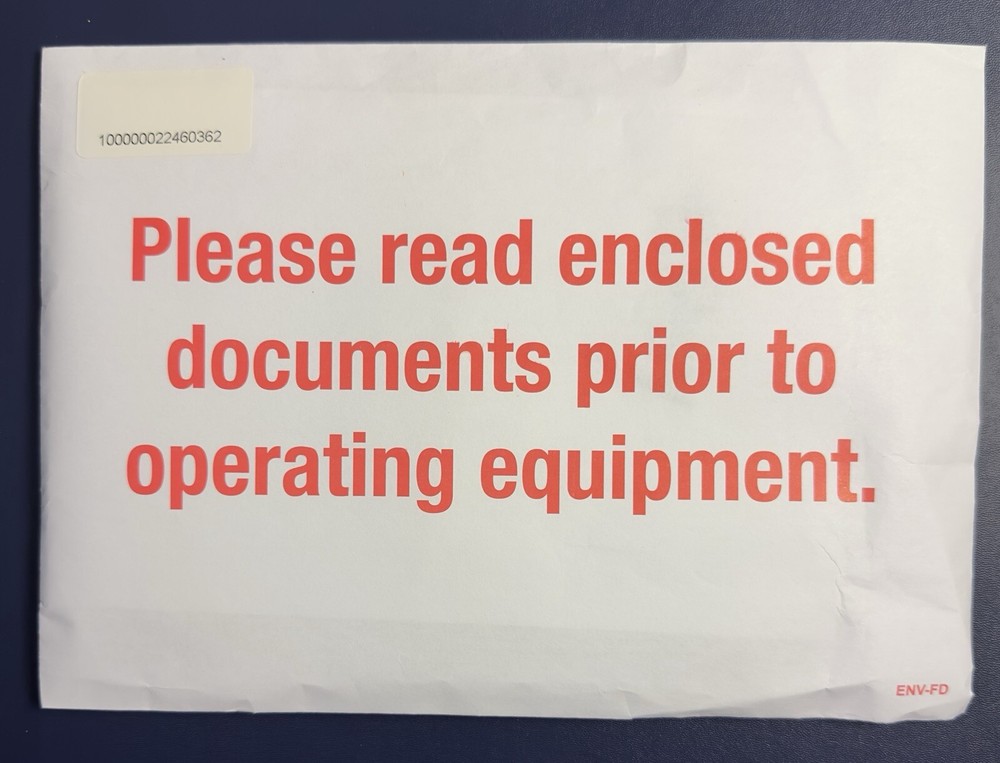 100000022460362
Please read enclosed
documents prior to
operating equipment.
ENV-FD